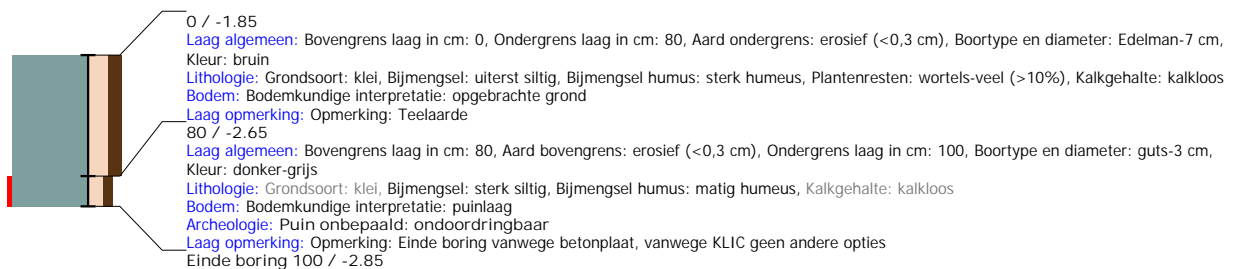 0 / -1.85
Laag algemeen: Bovengrens laag in cm: 0, Ondergrens laag in cm: 80, Aard ondergrens: erosief (<0,3 cm), Boortype en diameter: Edelman-7 cm,
Kleur: bruin
Lithologie: Grondsoort: klei, Bijmengsel: uiterst siltig, Bijmengsel humus: sterk humeus, Plantenresten: wortels-veel (>10%), Kalkgehalte: kalkloos
Bodem: Bodemkundige interpretatie: opgebrachte grond
Laag opmerking: Opmerking: Teelaarde
80 / -2.65
Laag algemeen: Bovengrens laag in cm: 80, Aard bovengrens: erosief (<0,3 cm), Ondergrens laag in cm: 100, Boortype en diameter: guts-3 cm,
Kleur: donker-grijs
Lithologie: Grondsoort: klei, Bijmengsel: sterk siltig, Bijmengsel humus: matig humeus, Kalkgehalte: kalkloos
Bodem: Bodemkundige interpretatie: puinlaag
Archeologie: Puin onbepaald: ondoordringbaar
Laag opmerking: Opmerking: Einde boring vanwege betonplaat, vanwege KLIC geen andere opties
Einde boring 100 / -2.85